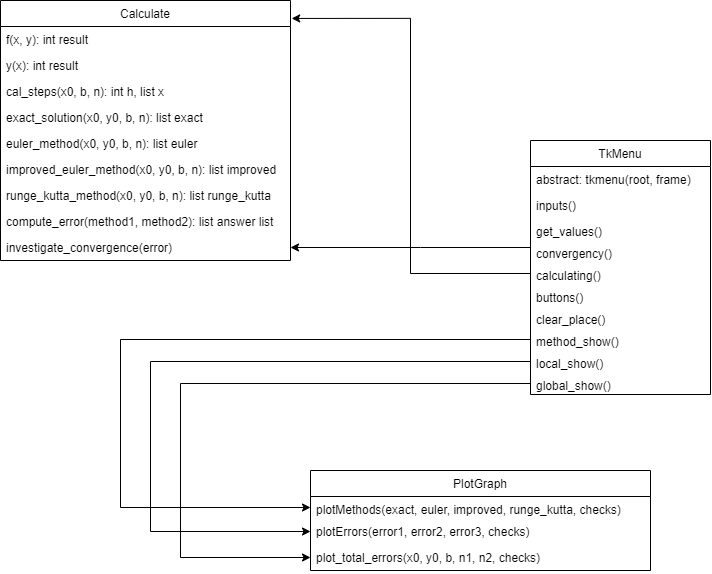 Calculate
f(x, y): int result
y(x): int result
cal_steps(x0, b, n): int h, list x
exact_solution(x0, y0, b, n): list exact
euler_method(x0, y0, b, n): list euler
improved_euler_method(x0, y0, b, n): list improved
runge_kutta_method(x0, y0, b, n): list runge_kutta
compute_error(method1, method2): list answer list
investigate_convergence(error)
TkMenu
abstract: tkmenu(root, frame)
inputs()
get_values()
convergency()
calculating()
buttons()
clear_place()
method_show()
local_show()
global_show()
PlotGraph
plotMethods(exact, euler, improved, runge_kutta, checks)
plotErrors(error1, error2, error3, checks)
plot_total_errors(x0, y0, b, n1, n2, checks)